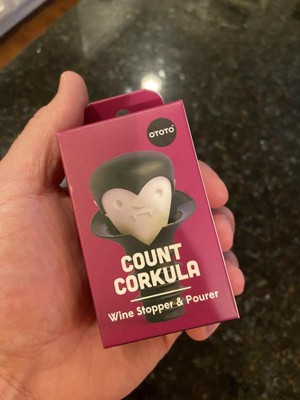 OTOTO
COUNT
CORKULA
Wine Stopper & Pourer